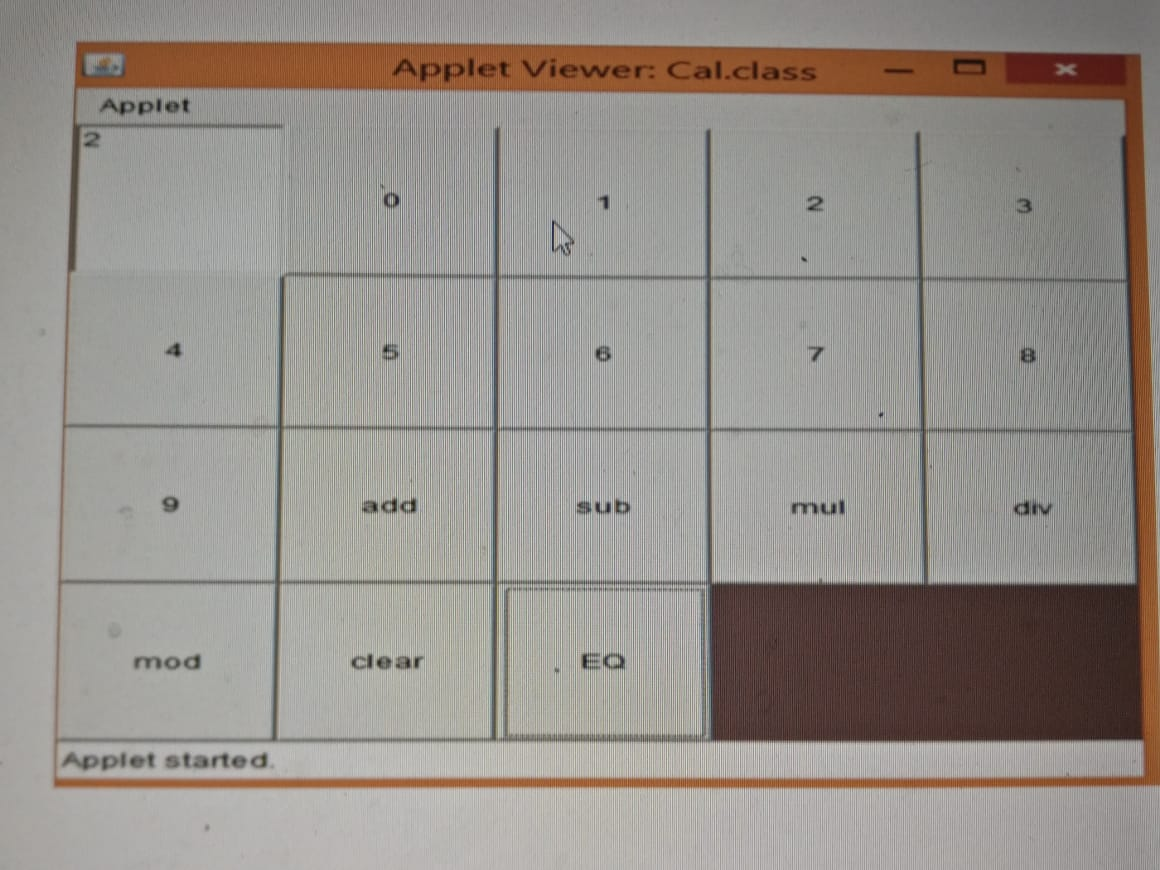 Applet Viewer: Cal.class
Applet
2
0
1
2
3
4
5
6
7
8
9
add
sub
mul
div
mod
clear
EQ
Applet started.